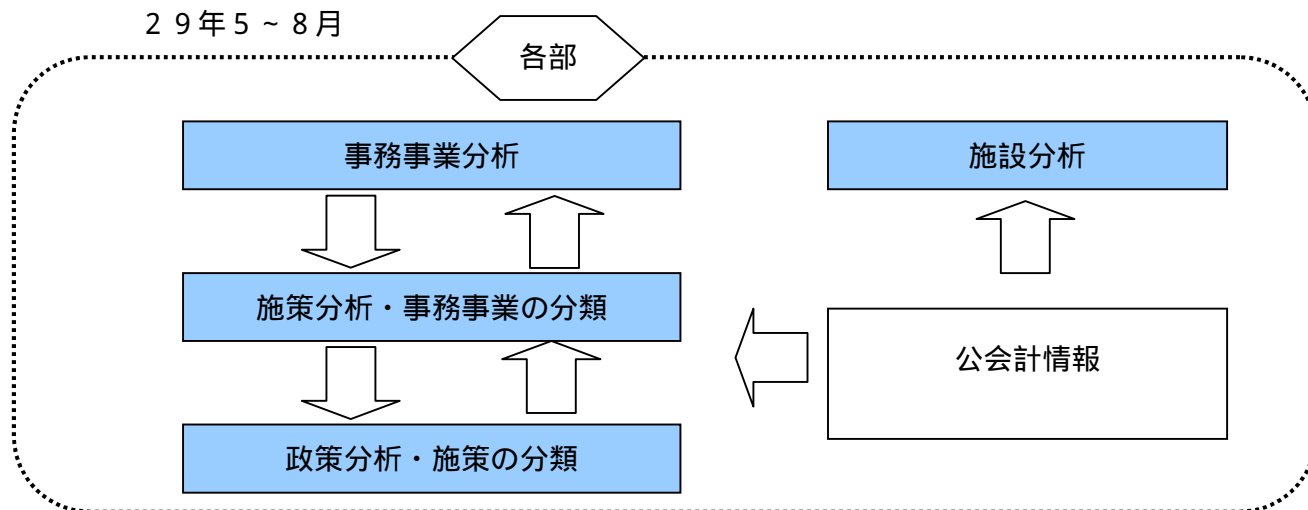 ２９年５～８月
各部
事務事業分析
施設分析
施策分析・事務事業の分類
公会計情報
政策分析・施策の分類